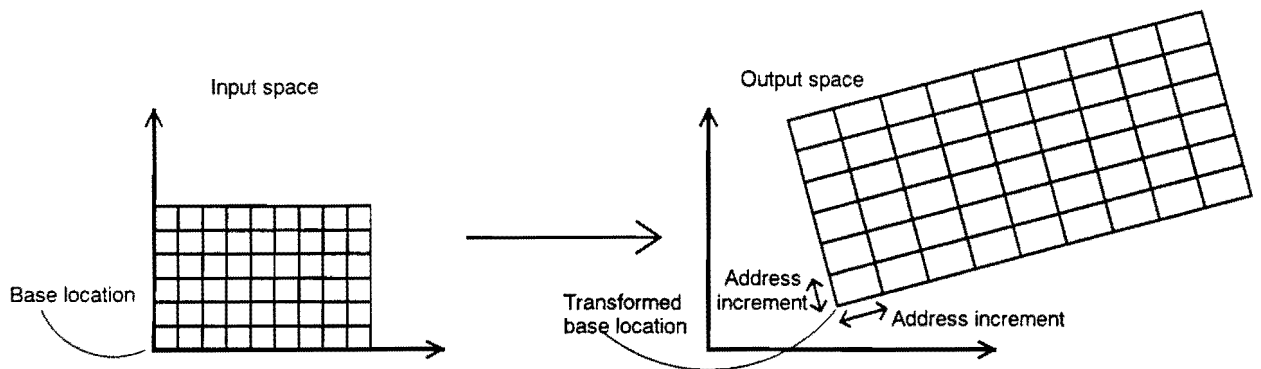 Input space
Output space
Base location
Address
increment
Transformed
base location
Address increment